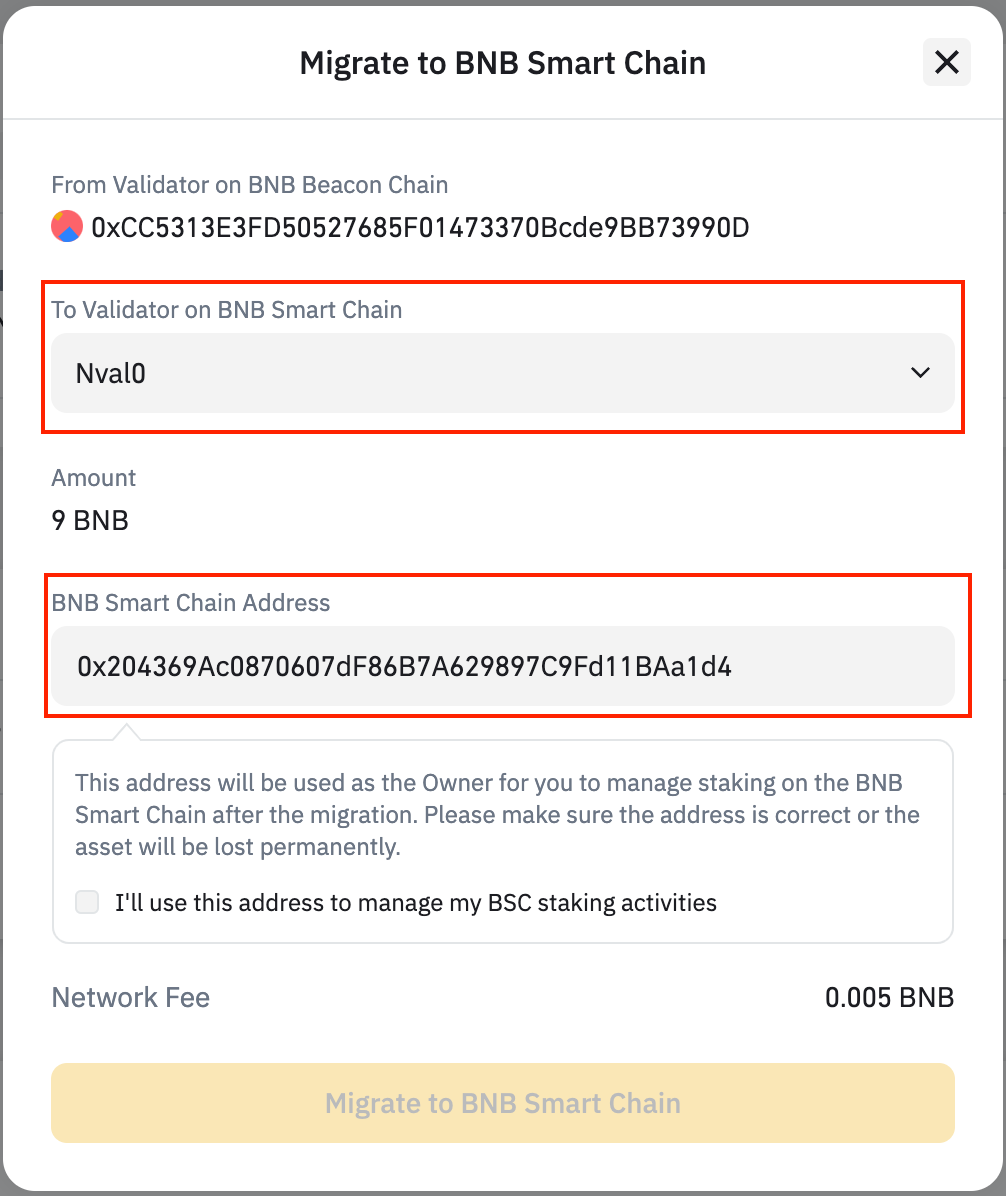 Migrate to BNB Smart Chain
From Validator on BNB Beacon Chain
0xCC5313E3FD50527685F01473370Bcde9BB73990D
To Validator on BNB Smart Chain
Nval0
Amount
9 BNB
BNB Smart Chain Address
0x204369Ac0870607dF86B7A629897C9Fd11BAa1d4
This address will be used as the Owner for you to manage staking on the BNB
Smart Chain after the migration. Please make sure the address is correct or the
asset will be lost permanently.
I'll use this address to manage my BSC staking activities
Network Fee 0.005 BNB
Migrate to BNB Smart Chain